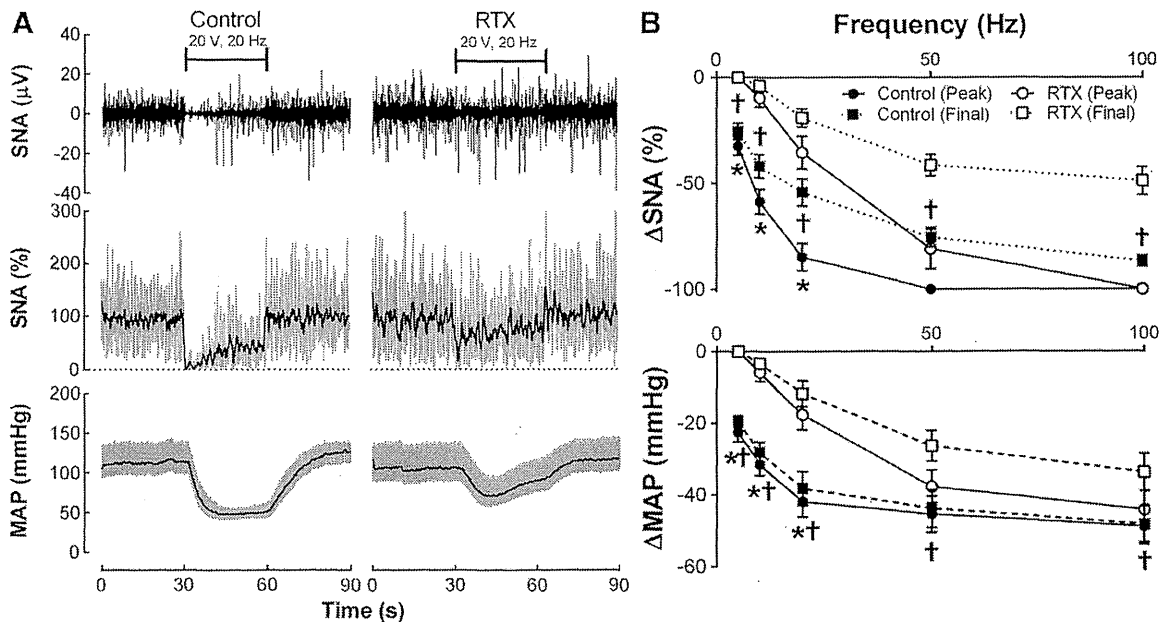 A
Control
20 V, 20 Hz
RTX
20 V, 20 Hz
SNA (µV)
40
20
0
-20
-40
SNA (%)
300
200
100
0
MAP (mmHg)
200
150
100
50
0
0 30 60 90
0 30 60 90
Time (s)
B
Frequency (Hz)
0 50 100
ΔSNA (%)
0
-50
-100
Control (Peak)
RTX (Peak)
Control (Final)
RTX (Final)
† † † † †
* * *
0 50 100
ΔMAP (mmHg)
0
-20
-40
-60
*†
*†
*†
†
†